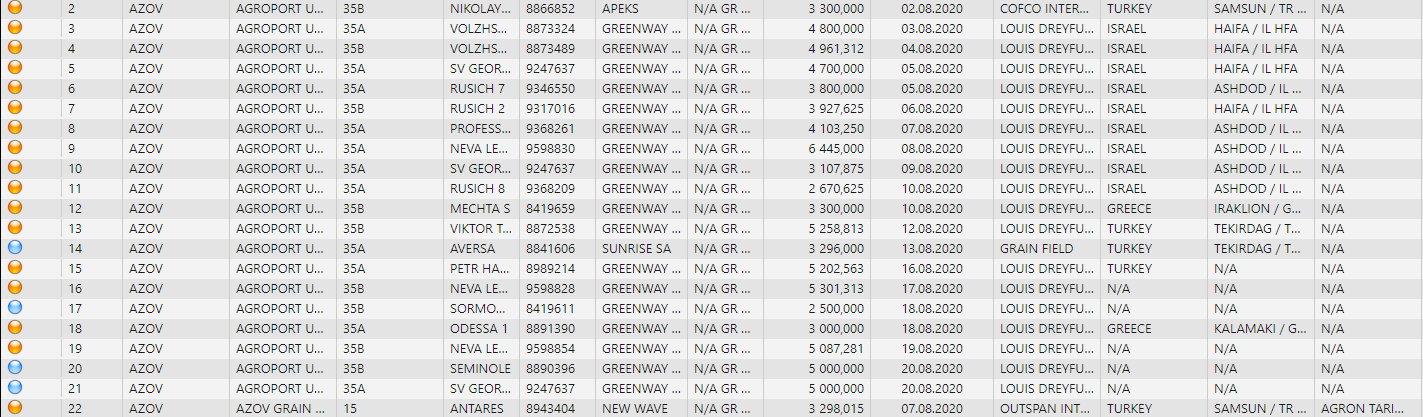 2 AZOV AGROPORT U... 35B NIKOLAY... 8866852 APEKS N/A GR ... 3 300,000 02.08.2020 COFCO INTER... TURKEY SAMSUN / TR ... N/A
3 AZOV AGROPORT U... 35A VOLZHS... 8873324 GREENWAY ... N/A GR ... 4 800,000 03.08.2020 LOUIS DREYFU... ISRAEL HAIFA / IL HFA N/A
4 AZOV AGROPORT U... 35B VOLZHS... 8873489 GREENWAY ... N/A GR ... 4 961,312 04.08.2020 LOUIS DREYFU... ISRAEL HAIFA / IL HFA N/A
5 AZOV AGROPORT U... 35A SV GEOR... 9247637 GREENWAY ... N/A GR ... 4 700,000 05.08.2020 LOUIS DREYFU... ISRAEL HAIFA / IL HFA N/A
6 AZOV AGROPORT U... 35A RUSICH 7 9346550 GREENWAY ... N/A GR ... 3 800,000 05.08.2020 LOUIS DREYFU... ISRAEL ASHDOD / IL ... N/A
7 AZOV AGROPORT U... 35B RUSICH 2 9317016 GREENWAY ... N/A GR ... 3 927,625 06.08.2020 LOUIS DREYFU... ISRAEL HAIFA / IL HFA N/A
8 AZOV AGROPORT U... 35A PROFESS... 9368261 GREENWAY ... N/A GR ... 4 103,250 07.08.2020 LOUIS DREYFU... ISRAEL ASHDOD / IL ... N/A
9 AZOV AGROPORT U... 35A NEVA LE... 9598830 GREENWAY ... N/A GR ... 6 445,000 08.08.2020 LOUIS DREYFU... ISRAEL ASHDOD / IL ... N/A
10 AZOV AGROPORT U... 35A SV GEOR... 9247637 GREENWAY ... N/A GR ... 3 107,875 09.08.2020 LOUIS DREYFU... ISRAEL ASHDOD / IL ... N/A
11 AZOV AGROPORT U... 35A RUSICH 8 9368209 GREENWAY ... N/A GR ... 2 670,625 10.08.2020 LOUIS DREYFU... ISRAEL ASHDOD / IL ... N/A
12 AZOV AGROPORT U... 35B MECHTA S 8419659 GREENWAY ... N/A GR ... 3 300,000 10.08.2020 LOUIS DREYFU... GREECE IRAKLION / G... N/A
13 AZOV AGROPORT U... 35B VIKTOR T... 8872538 GREENWAY ... N/A GR ... 5 258,813 12.08.2020 LOUIS DREYFU... TURKEY TEKIRDAG / T... N/A
14 AZOV AGROPORT U... 35A AVERSA 8841606 SUNRISE SA N/A GR ... 3 296,000 13.08.2020 GRAIN FIELD TURKEY TEKIRDAG / T... N/A
15 AZOV AGROPORT U... 35A PETR HA... 8989214 GREENWAY ... N/A GR ... 5 202,563 16.08.2020 LOUIS DREYFU... TURKEY N/A N/A
16 AZOV AGROPORT U... 35B NEVA LE... 9598828 GREENWAY ... N/A GR ... 5 301,313 17.08.2020 LOUIS DREYFU... N/A N/A N/A
17 AZOV AGROPORT U... 35B SORMO... 8419611 GREENWAY ... N/A GR ... 2 500,000 18.08.2020 LOUIS DREYFU... N/A N/A N/A
18 AZOV AGROPORT U... 35A ODESSA 1 8891390 GREENWAY ... N/A GR ... 3 000,000 18.08.2020 LOUIS DREYFU... GREECE KALAMAKI / G... N/A
19 AZOV AGROPORT U... 35B NEVA LE... 9598854 GREENWAY ... N/A GR ... 5 087,281 19.08.2020 LOUIS DREYFU... N/A N/A N/A
20 AZOV AGROPORT U... 35B SEMINOLE 8890396 GREENWAY ... N/A GR ... 5 000,000 20.08.2020 LOUIS DREYFU... N/A N/A N/A
21 AZOV AGROPORT U... 35A SV GEOR... 9247637 GREENWAY ... N/A GR ... 5 000,000 20.08.2020 LOUIS DREYFU... N/A N/A N/A
22 AZOV AZOV GRAIN ... 15 ANTARES 8943404 NEW WAVE N/A GR ... 3 298,015 07.08.2020 OUTSPAN INT... TURKEY SAMSUN / TR ... AGRON TARI...